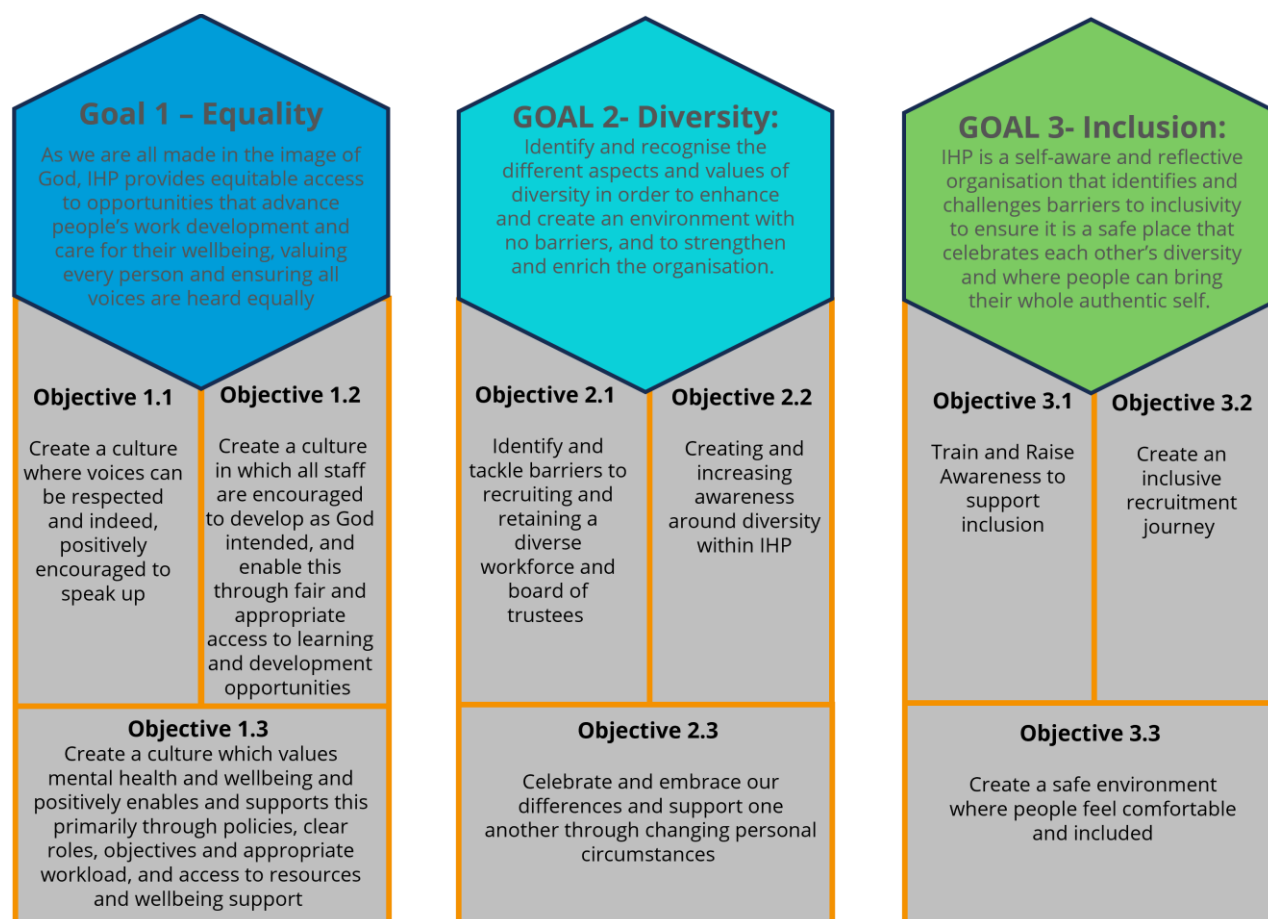 Goal 1 – Equality
As we are all made in the image of
God, IHP provides equitable access
to opportunities that advance
people's work development and
care for their wellbeing, valuing
every person and ensuring all
voices are heard equally
Objective 1.1
Create a culture
where voices can
be respected
and indeed,
positively
encouraged to
speak up
Objective 1.2
Create a culture
in which all staff
are encouraged
to develop as God
intended, and
enable this
through fair and
appropriate
access to learning
and development
opportunities
Objective 1.3
Create a culture which values
mental health and wellbeing and
positively enables and supports this
primarily through policies, clear
roles, objectives and appropriate
workload, and access to resources
and wellbeing support
GOAL 2- Diversity:
Identify and recognise the
different aspects and values of
diversity in order to enhance
and create an environment with
no barriers, and to strengthen
and enrich the organisation.
Objective 2.1
Identify and
tackle barriers to
recruiting and
retaining a
diverse
workforce and
board of
trustees
Objective 2.2
Creating and
increasing
awareness
around diversity
within IHP
Objective 2.3
Celebrate and embrace our
differences and support one
another through changing personal
circumstances
GOAL 3- Inclusion:
IHP is a self-aware and reflective
organisation that identifies and
challenges barriers to inclusivity
to ensure it is a safe place that
celebrates each other's diversity
and where people can bring
their whole authentic self.
Objective 3.1
Train and Raise
Awareness to
support
inclusion
Objective 3.2
Create an
inclusive
recruitment
journey
Objective 3.3
Create a safe environment
where people feel comfortable
and included